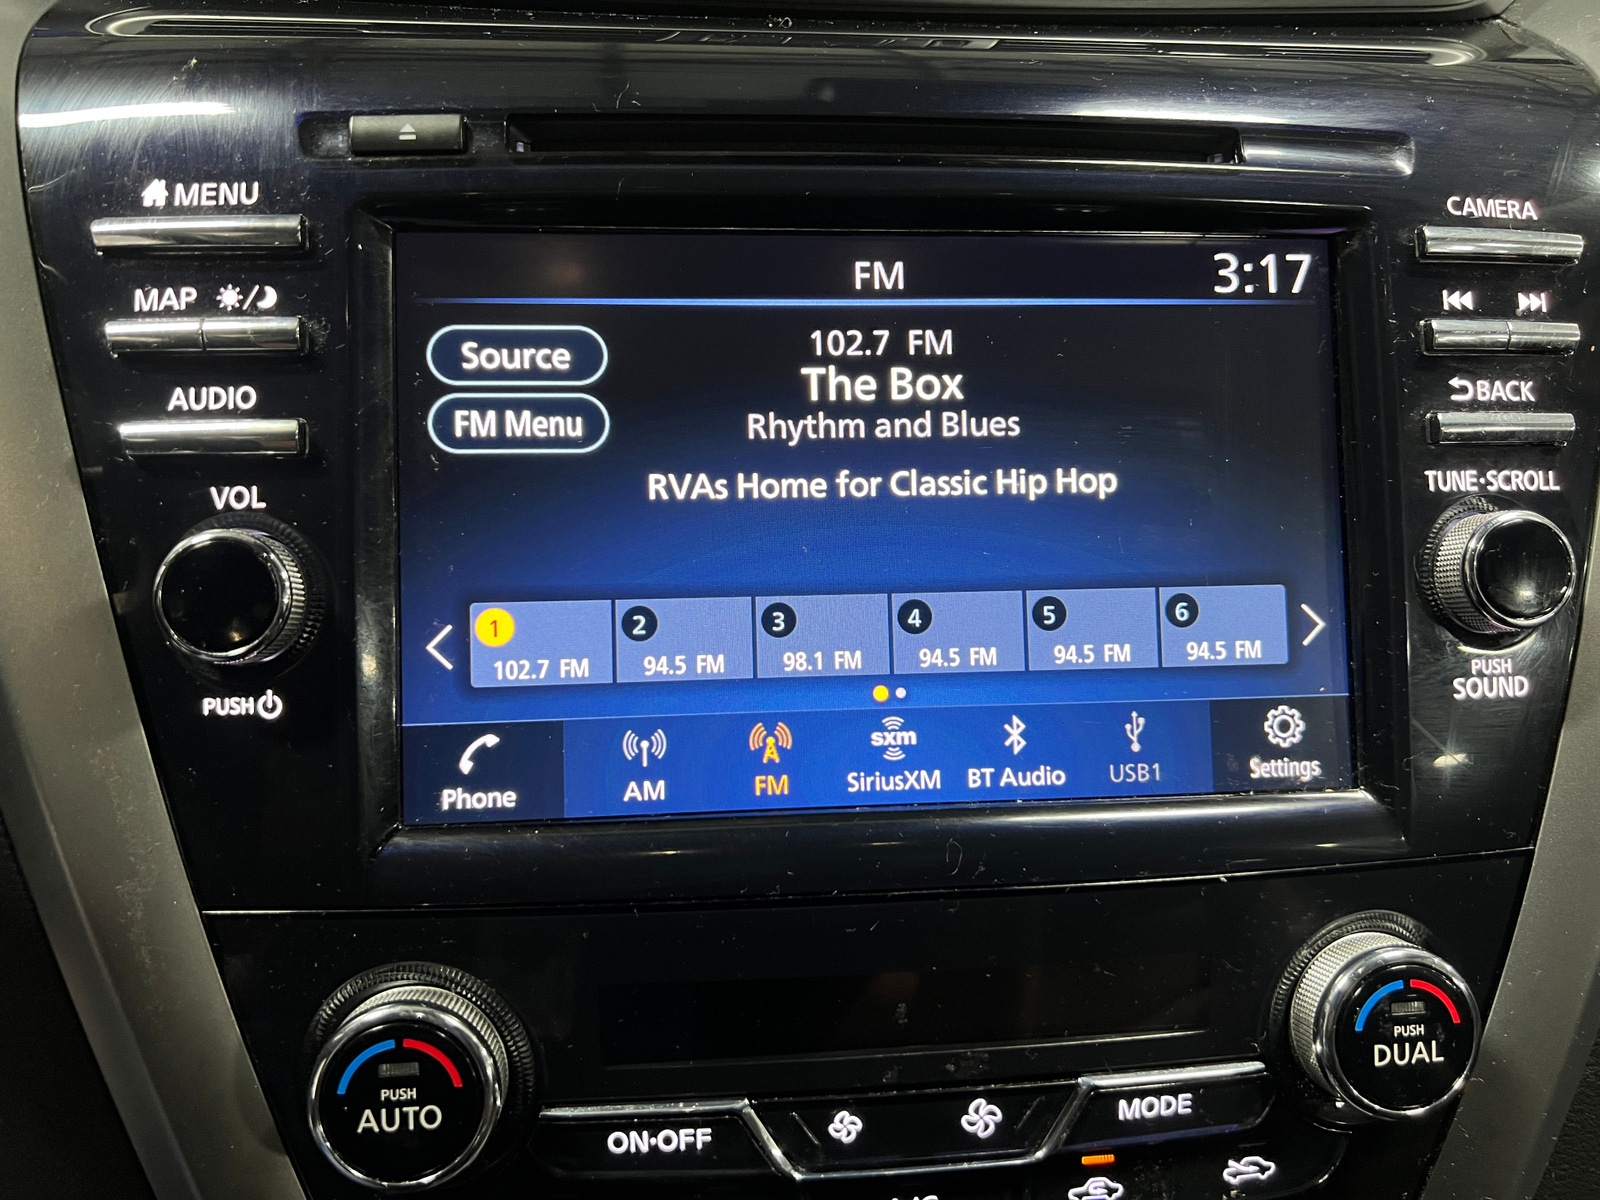 MENU
MAP
AUDIO
VOL
PUSH
FM
3:17
Source
FM Menu
102.7 FM
The Box
Rhythm and Blues
RVAs Home for Classic Hip Hop
1
102.7 FM
2
94.5 FM
3
98.1 FM
4
94.5 FM
5
94.5 FM
6
94.5 FM
Phone
AM
FM
sxm
SiriusXM
BT Audio
USB1
Settings
CAMERA
BACK
TUNE·SCROLL
PUSH
SOUND
PUSH
AUTO
ON·OFF
MODE
PUSH
DUAL